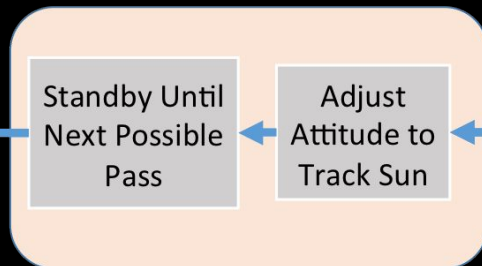 Standby Until
Next Possible
Pass
Adjust
Attitude to
Track Sun